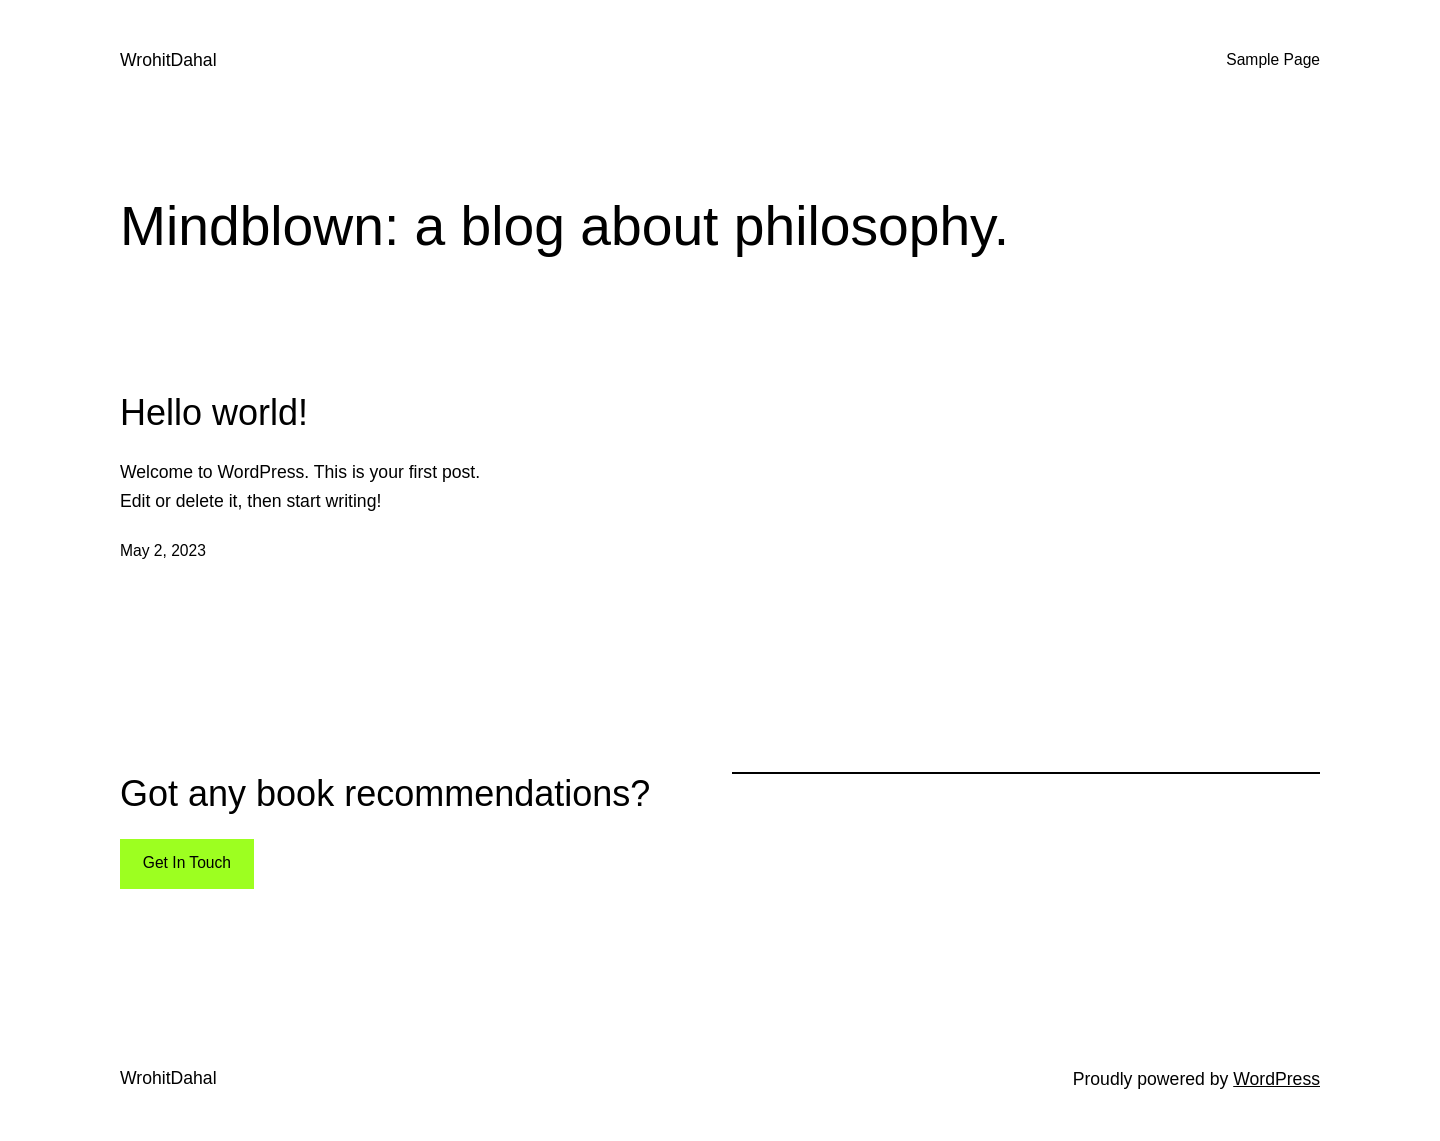 WrohitDahal
Sample Page
Mindblown: a blog about philosophy.
Hello world!
Welcome to WordPress. This is your first post.
Edit or delete it, then start writing!
May 2, 2023
Got any book recommendations?
Get In Touch
WrohitDahal
Proudly powered by WordPress